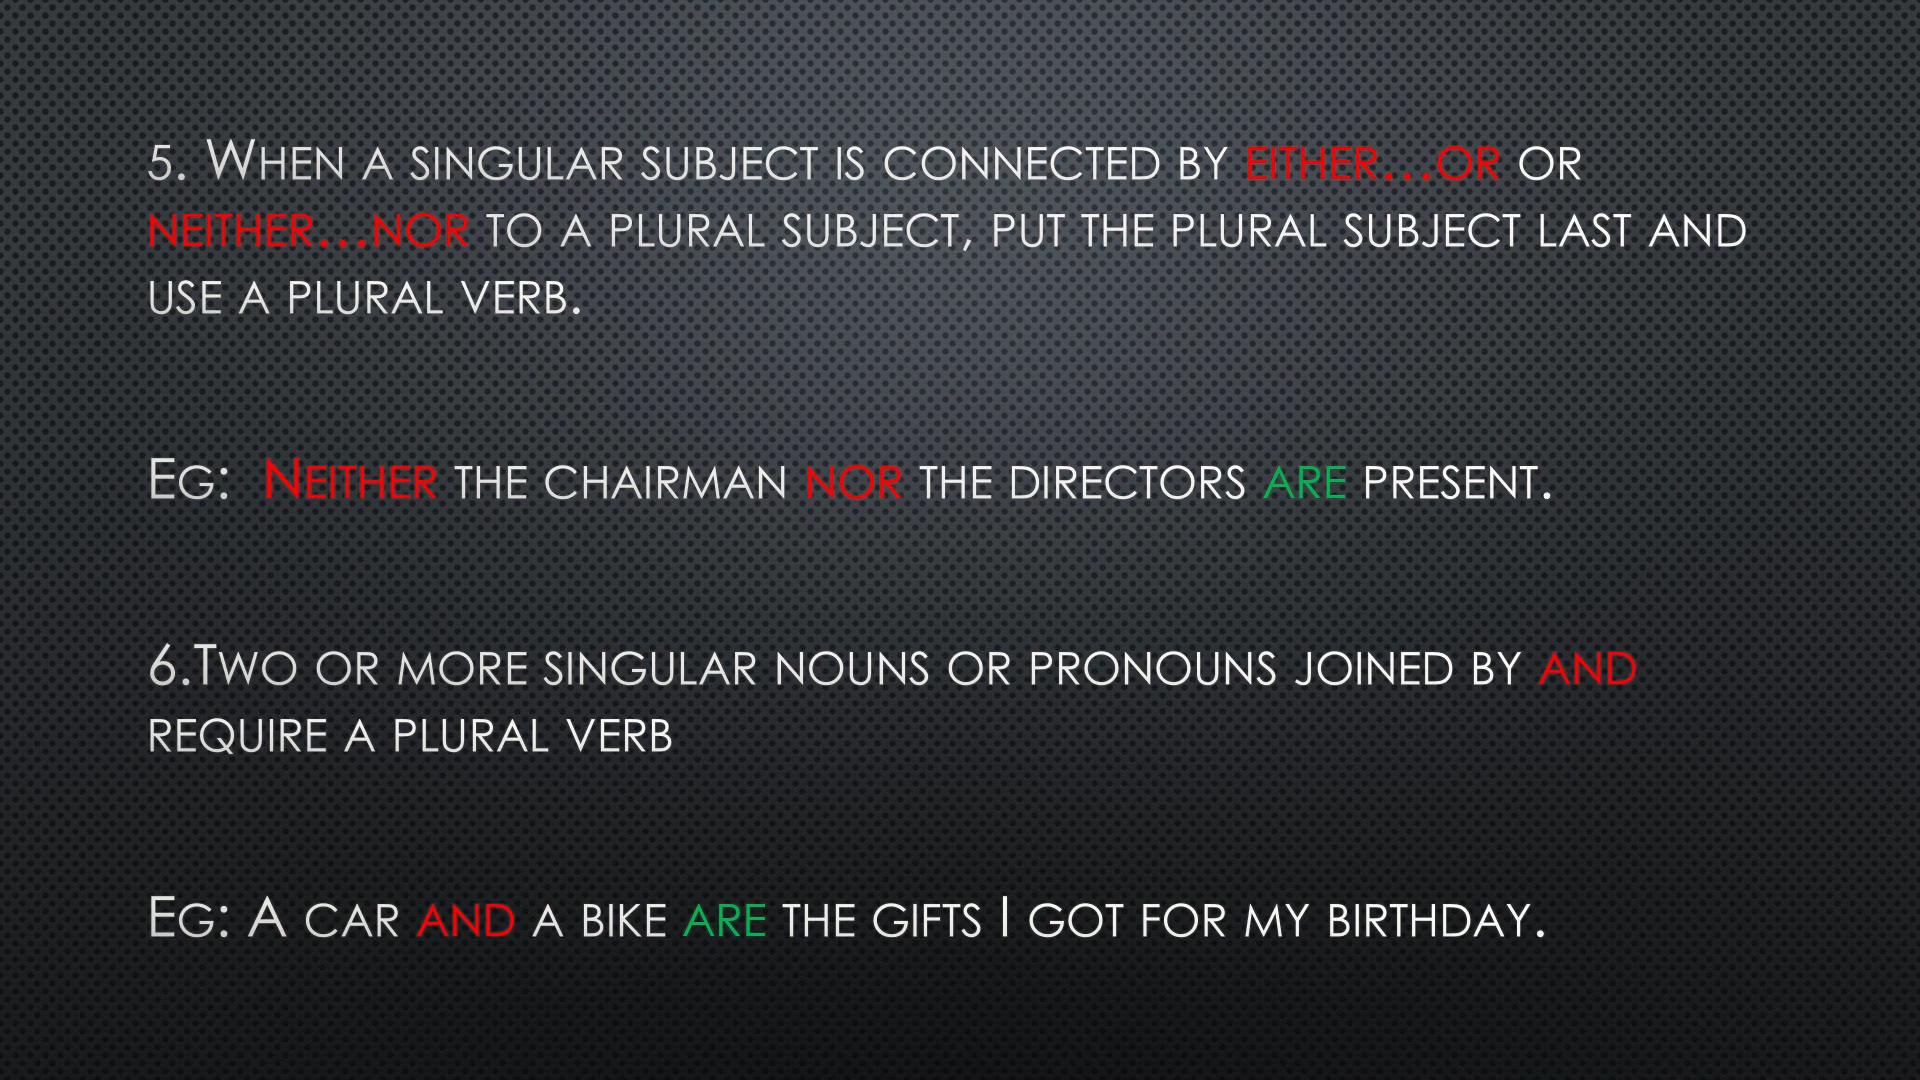 5. When a singular subject is connected by either...or or
neither...nor to a plural subject, put the plural subject last and
use a plural verb.
Eg: Neither the chairman nor the directors are present.
6.Two or more singular nouns or pronouns joined by and
require a plural verb
Eg: A car and a bike are the gifts I got for my birthday.